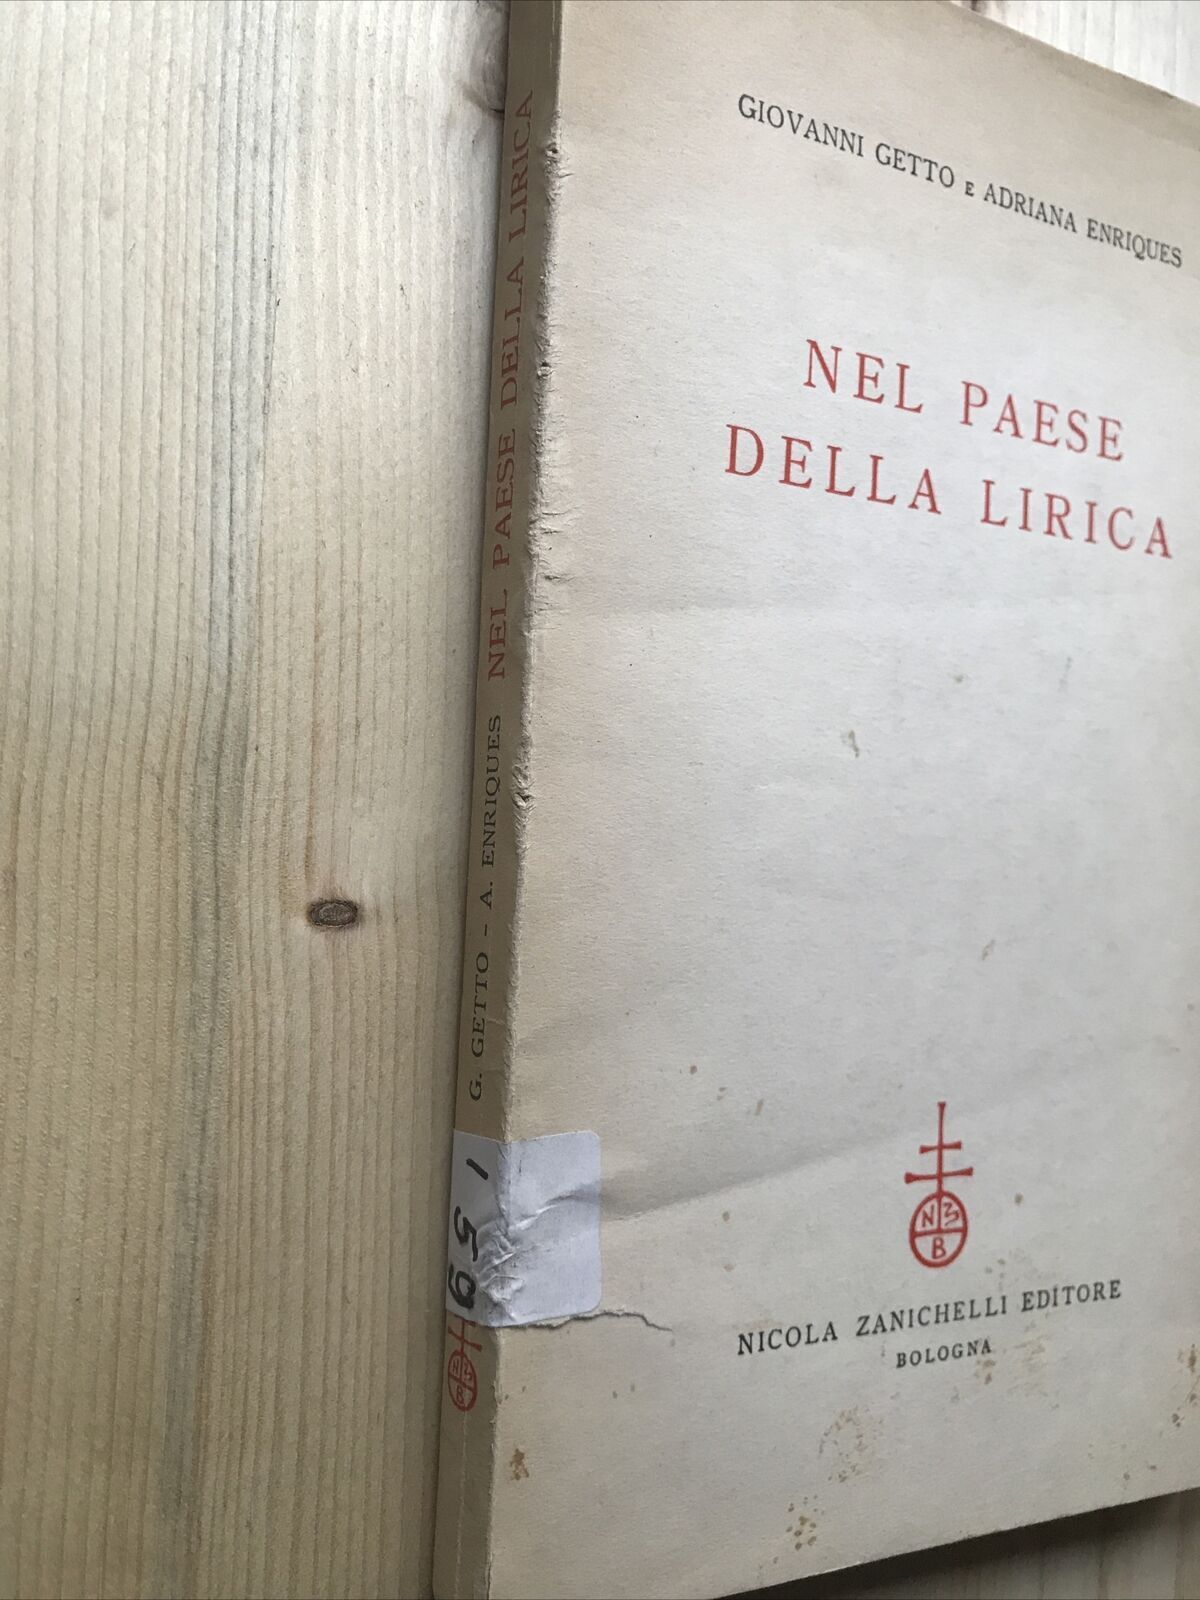 GIOVANNI GETTO E ADRIANA ENRIQUES
NEL PAESE
DELLA LIRICA
N Z
B
NICOLA ZANICHELLI EDITORE
BOLOGNA
G. GETTO - A. ENRIQUES NEL PAESE DELLA LIRICA
159
N Z
B